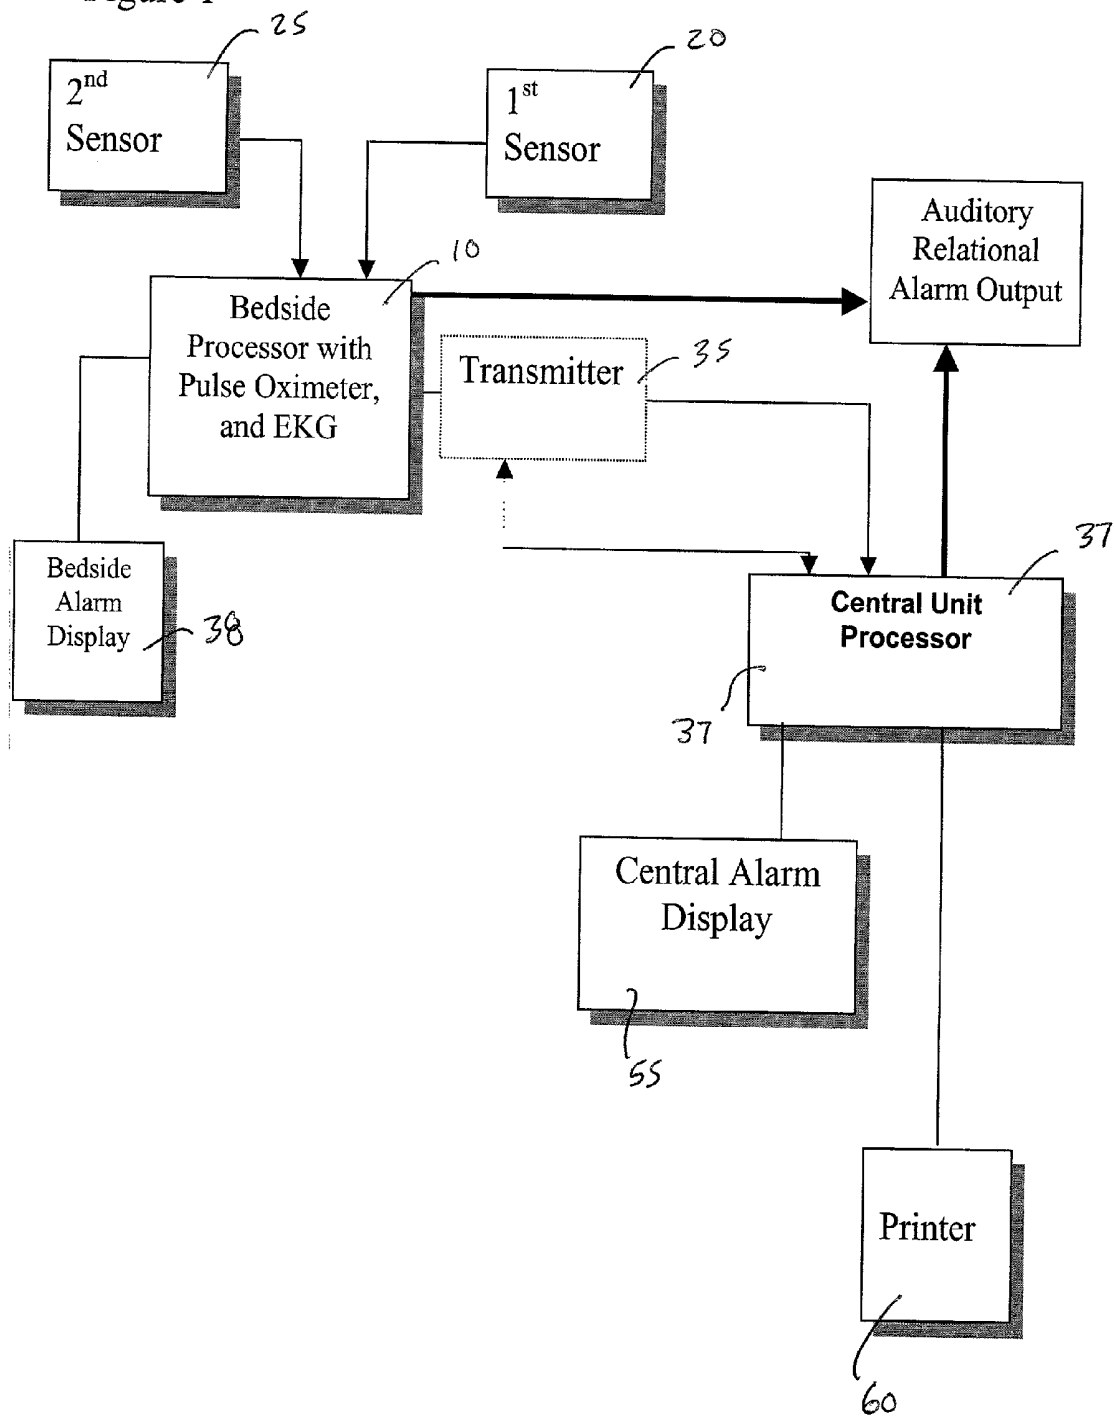 25
20
2nd
Sensor
1st
Sensor
Auditory
Relational
Alarm Output
10
Bedside
Processor with
Pulse Oximeter,
and EKG
Transmitter
35
37
Bedside
Alarm
Display
38
Central Unit
Processor
37
Central Alarm
Display
55
Printer
60